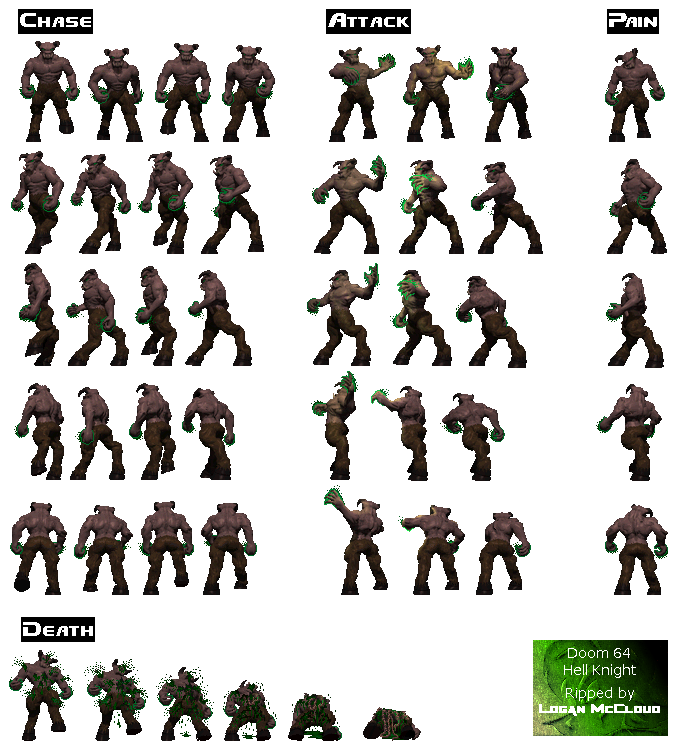 Chase
Attack
Pain
Death
Doom 64
Hell Knight
Ripped by
Logan McCloud